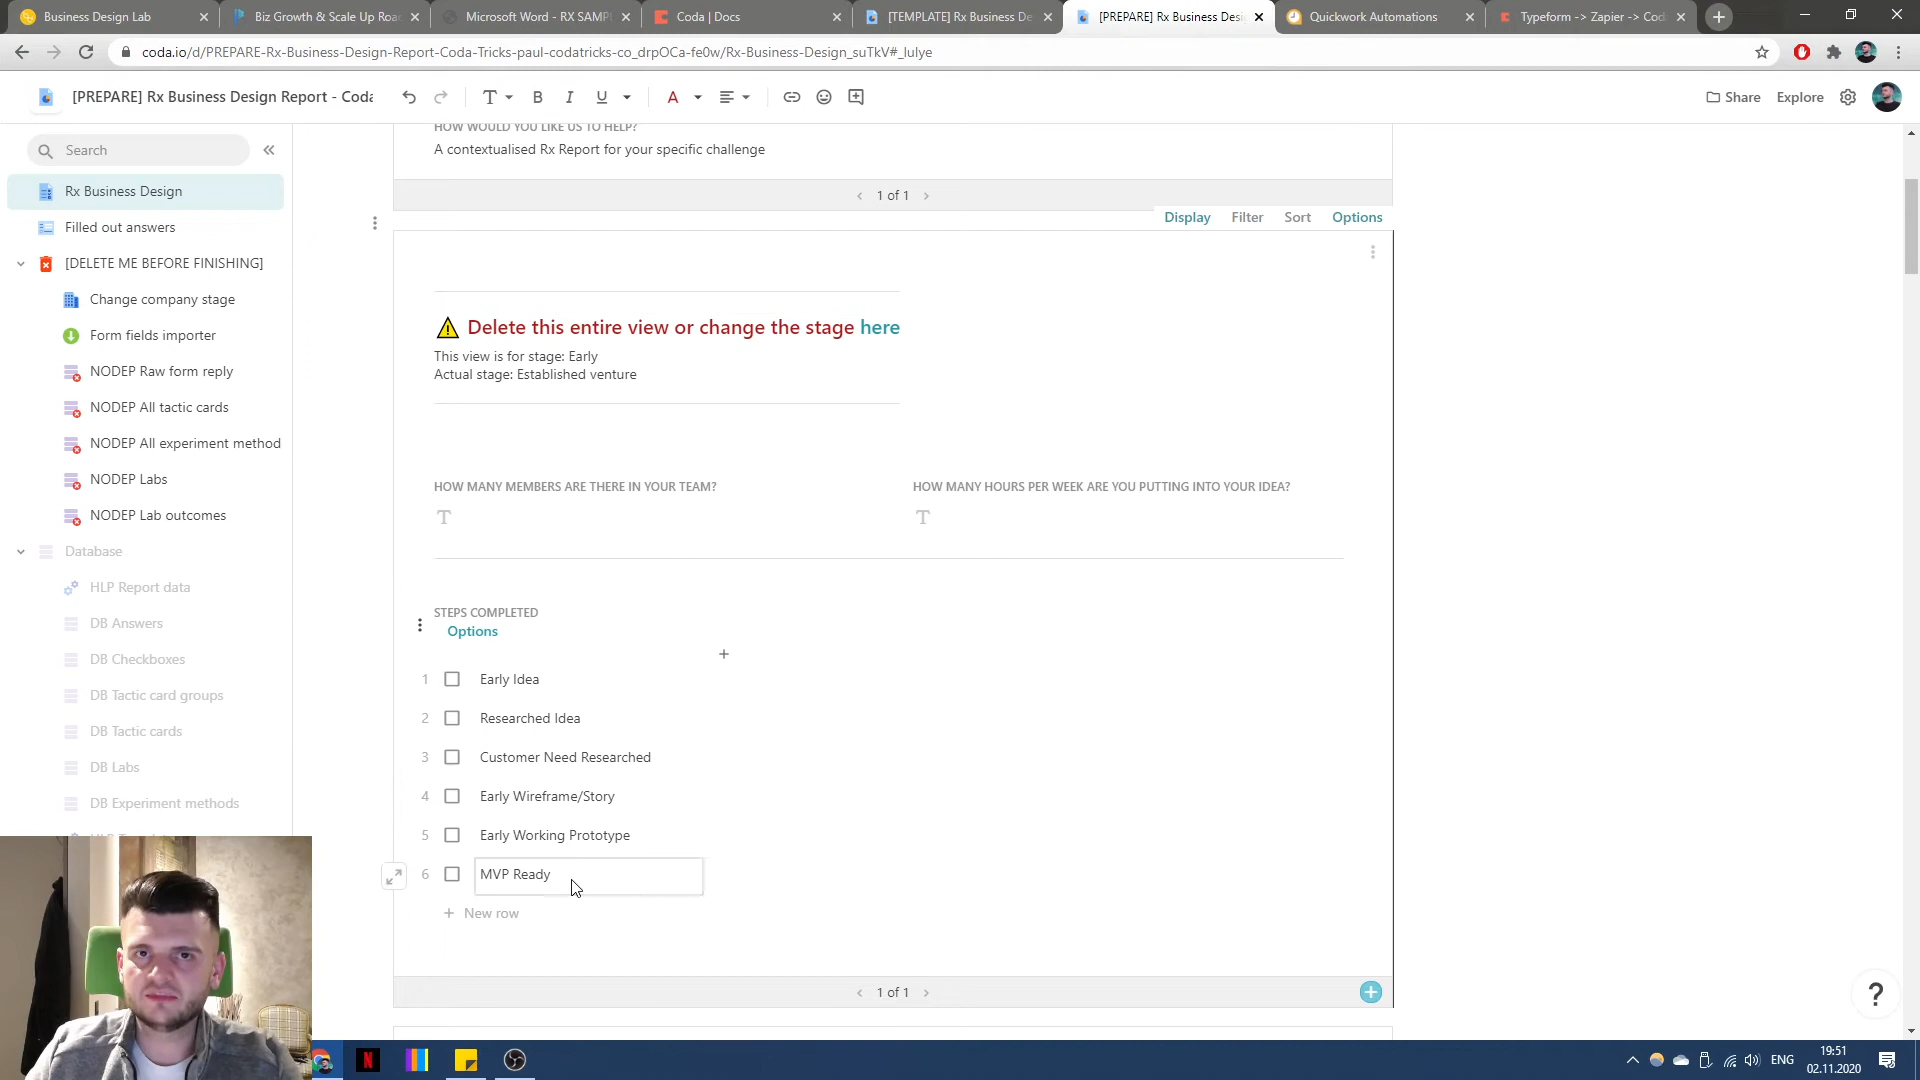 Business Design Lab
Biz Growth & Scale Up Roa
Microsoft Word - RX SAMPL
Coda | Docs
[TEMPLATE] Rx Business De
[PREPARE] Rx Business Desi
Quickwork Automations
Typeform -> Zapier -> Cod
coda.io/d/PREPARE-Rx-Business-Design-Report-Coda-Tricks-paul-codatricks-co_drpOCa-fe0w/Rx-Business-Design_suTkV#_lulye
[PREPARE] Rx Business Design Report - Coda
Share
Explore
Search
Rx Business Design
Filled out answers
[DELETE ME BEFORE FINISHING]
Change company stage
Form fields importer
NODEP Raw form reply
NODEP All tactic cards
NODEP All experiment method
NODEP Labs
NODEP Lab outcomes
Database
HLP Report data
DB Answers
DB Checkboxes
DB Tactic card groups
DB Tactic cards
DB Labs
DB Experiment methods
HOW WOULD YOU LIKE US TO HELP?
A contextualised Rx Report for your specific challenge
1 of 1
Display Filter Sort Options
Delete this entire view or change the stage here
This view is for stage: Early
Actual stage: Established venture
HOW MANY MEMBERS ARE THERE IN YOUR TEAM?
HOW MANY HOURS PER WEEK ARE YOU PUTTING INTO YOUR IDEA?
STEPS COMPLETED
Options
1 Early Idea
2 Researched Idea
3 Customer Need Researched
4 Early Wireframe/Story
5 Early Working Prototype
6 MVP Ready
+ New row
1 of 1
ENG
19:51
02.11.2020